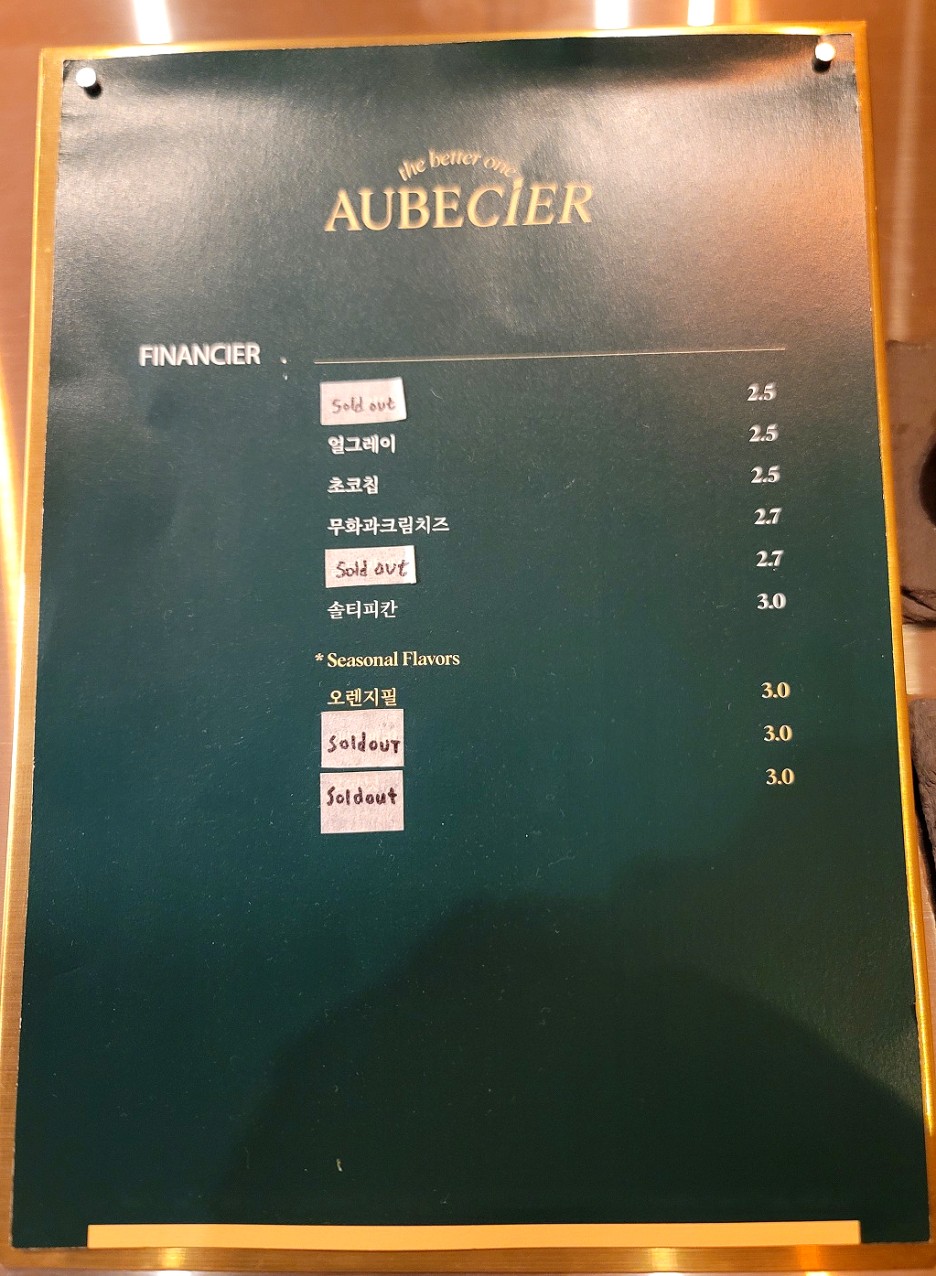 the better one
AUBECIER
FINANCIER
Sold out 2.5
얼그레이 2.5
초코칩 2.5
무화과크림치즈 2.7
Sold out 2.7
솔티피칸 3.0
* Seasonal Flavors
오렌지필 3.0
Soldout 3.0
Soldout 3.0